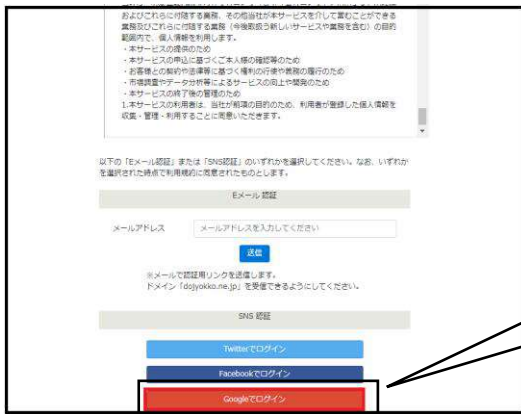 およびこれらに付随する業務、その他当社が本サービスを介して営むことができる
業務及びこれらに付随する業務（今後取扱う新しいサービスや業務を含む）の目的
範囲内で、個人情報を利用します。
・本サービスの提供のため
・本サービスの申込に基づくご本人様の確認等のため
・お客様との契約や法律等に基づく権利の行使や義務の履行のため
・市場調査やデータ分析等によるサービスの向上や開発のため
・本サービスの終了後の管理のため
1.本サービスの利用者は、当社が前項の目的のため、利用者が登録した個人情報を
収集・管理・利用することに同意いただきます。
以下の「Eメール認証」または「SNS認証」のいずれかを選択してください。なお、いずれか
を選択された時点で利用規約に同意されたものとします。
Eメール 認証
メールアドレス
メールアドレスを入力してください
送信
※メールで認証用リンクを送信します。
ドメイン「dojyokko.ne.jp」を受信できるようにしてください。
SNS 認証
Twitterでログイン
Facebookでログイン
Googleでログイン